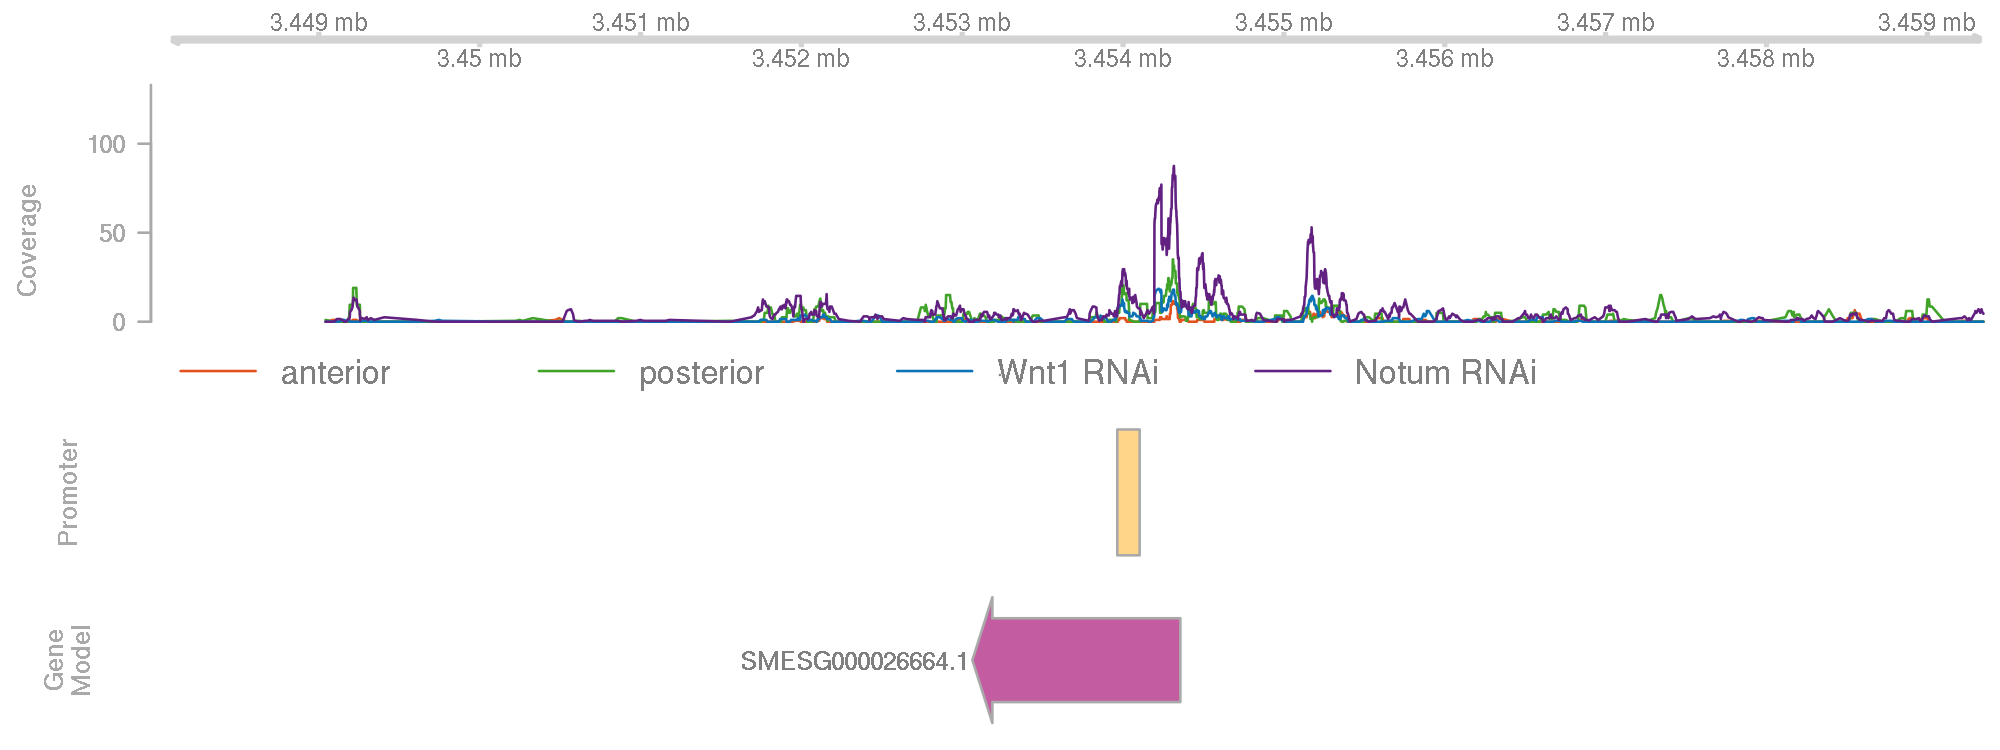 3.449 mb 3.451 mb 3.453 mb 3.455 mb 3.457 mb 3.459 mb
3.45 mb 3.452 mb 3.454 mb 3.456 mb 3.458 mb
Coverage
100
50
0
anterior posterior Wnt1 RNAi Notum RNAi
Promoter
Gene
Model
SMESG000026664.1